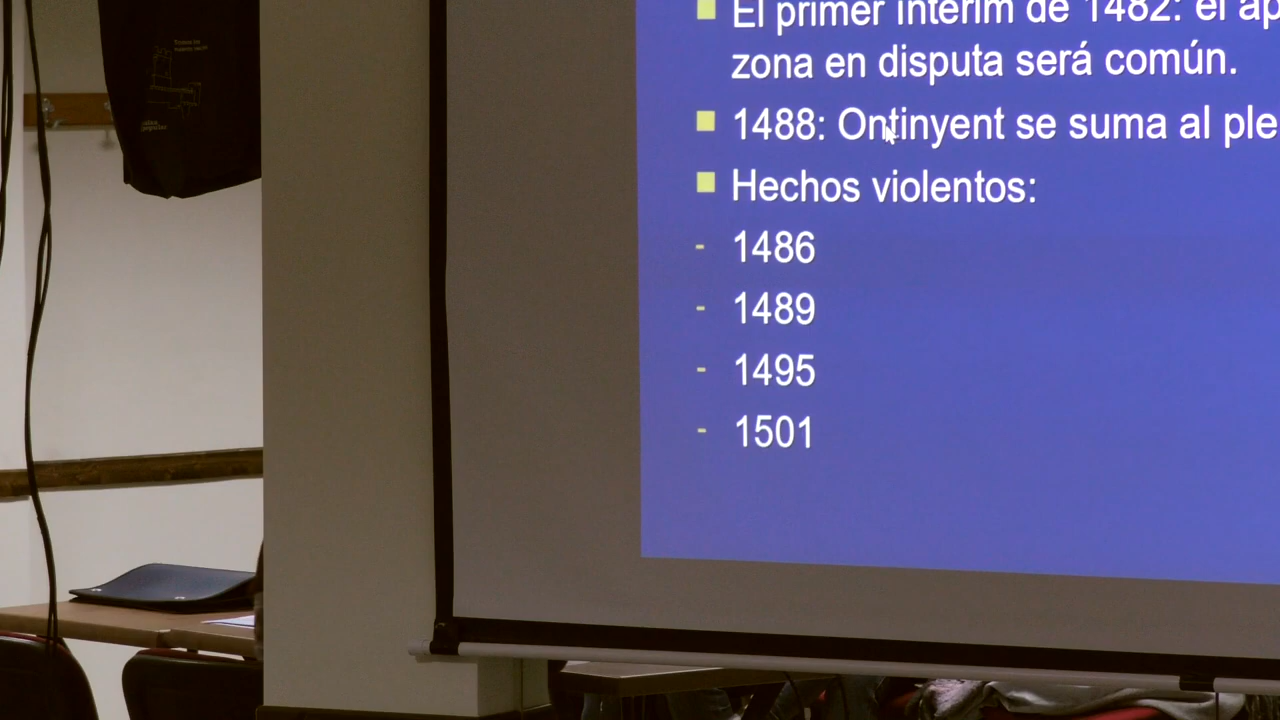 El primer ínterim de 1482: el ap
zona en disputa será común.
1488: Ontinyent se suma al ple
Hechos violentos:
- 1486
- 1489
- 1495
- 1501